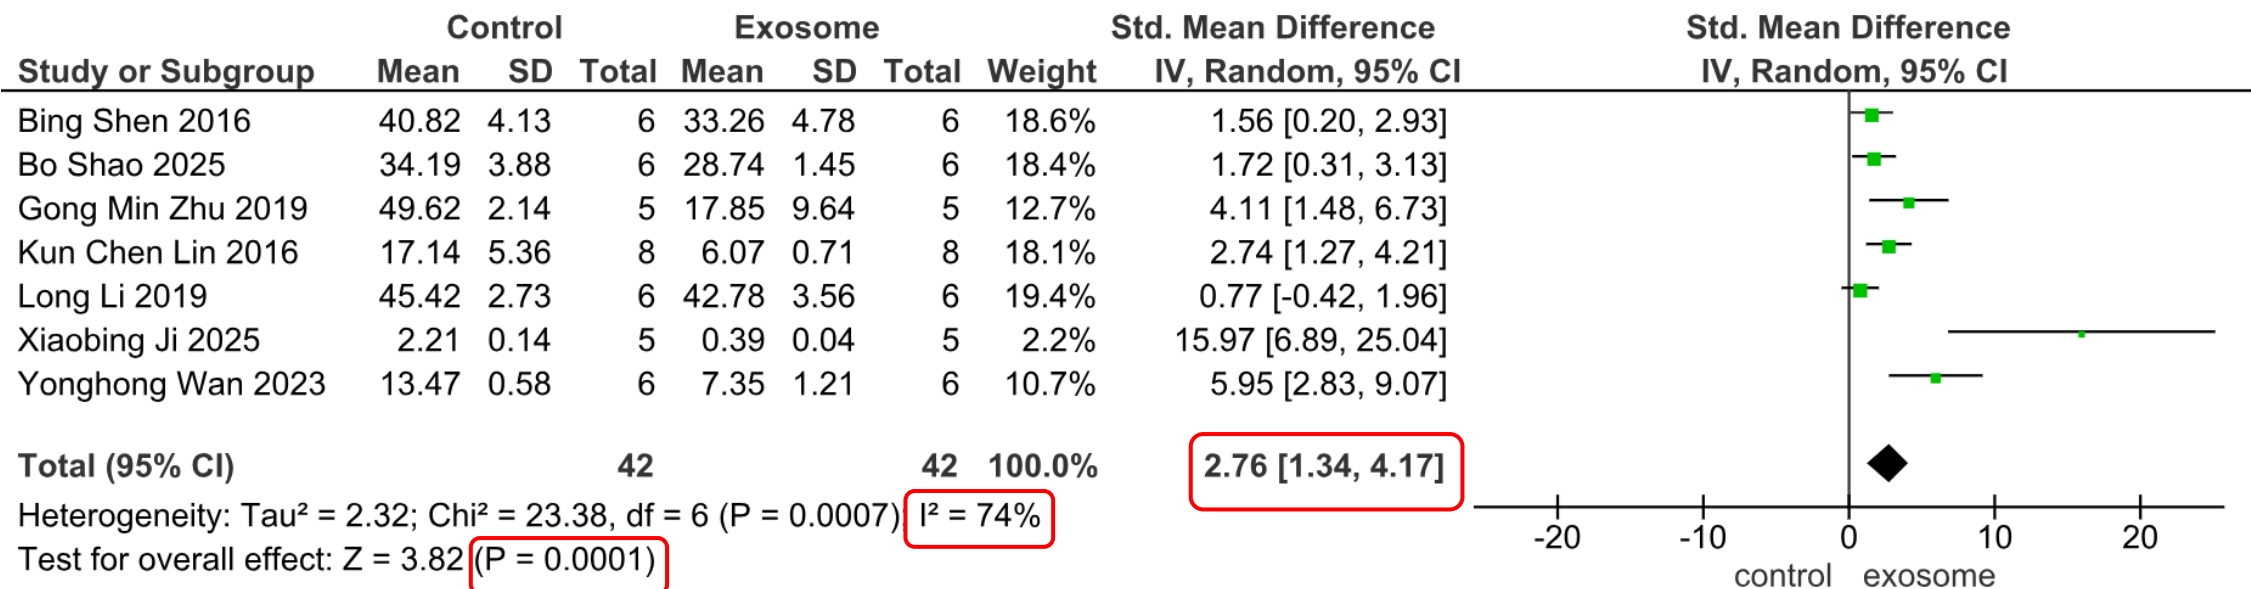 Control Exosome Std. Mean Difference Std. Mean Difference
Study or Subgroup Mean SD Total Mean SD Total Weight IV, Random, 95% CI IV, Random, 95% CI
Bing Shen 2016 40.82 4.13 6 33.26 4.78 6 18.6% 1.56 [0.20, 2.93]
Bo Shao 2025 34.19 3.88 6 28.74 1.45 6 18.4% 1.72 [0.31, 3.13]
Gong Min Zhu 2019 49.62 2.14 5 17.85 9.64 5 12.7% 4.11 [1.48, 6.73]
Kun Chen Lin 2016 17.14 5.36 8 6.07 0.71 8 18.1% 2.74 [1.27, 4.21]
Long Li 2019 45.42 2.73 6 42.78 3.56 6 19.4% 0.77 [-0.42, 1.96]
Xiaobing Ji 2025 2.21 0.14 5 0.39 0.04 5 2.2% 15.97 [6.89, 25.04]
Yonghong Wan 2023 13.47 0.58 6 7.35 1.21 6 10.7% 5.95 [2.83, 9.07]
Total (95% CI) 42 42 100.0% 2.76 [1.34, 4.17]
Heterogeneity: Tau² = 2.32; Chi² = 23.38, df = 6 (P = 0.0007); I² = 74%
Test for overall effect: Z = 3.82 (P = 0.0001)
-20 -10 0 10 20
control exosome